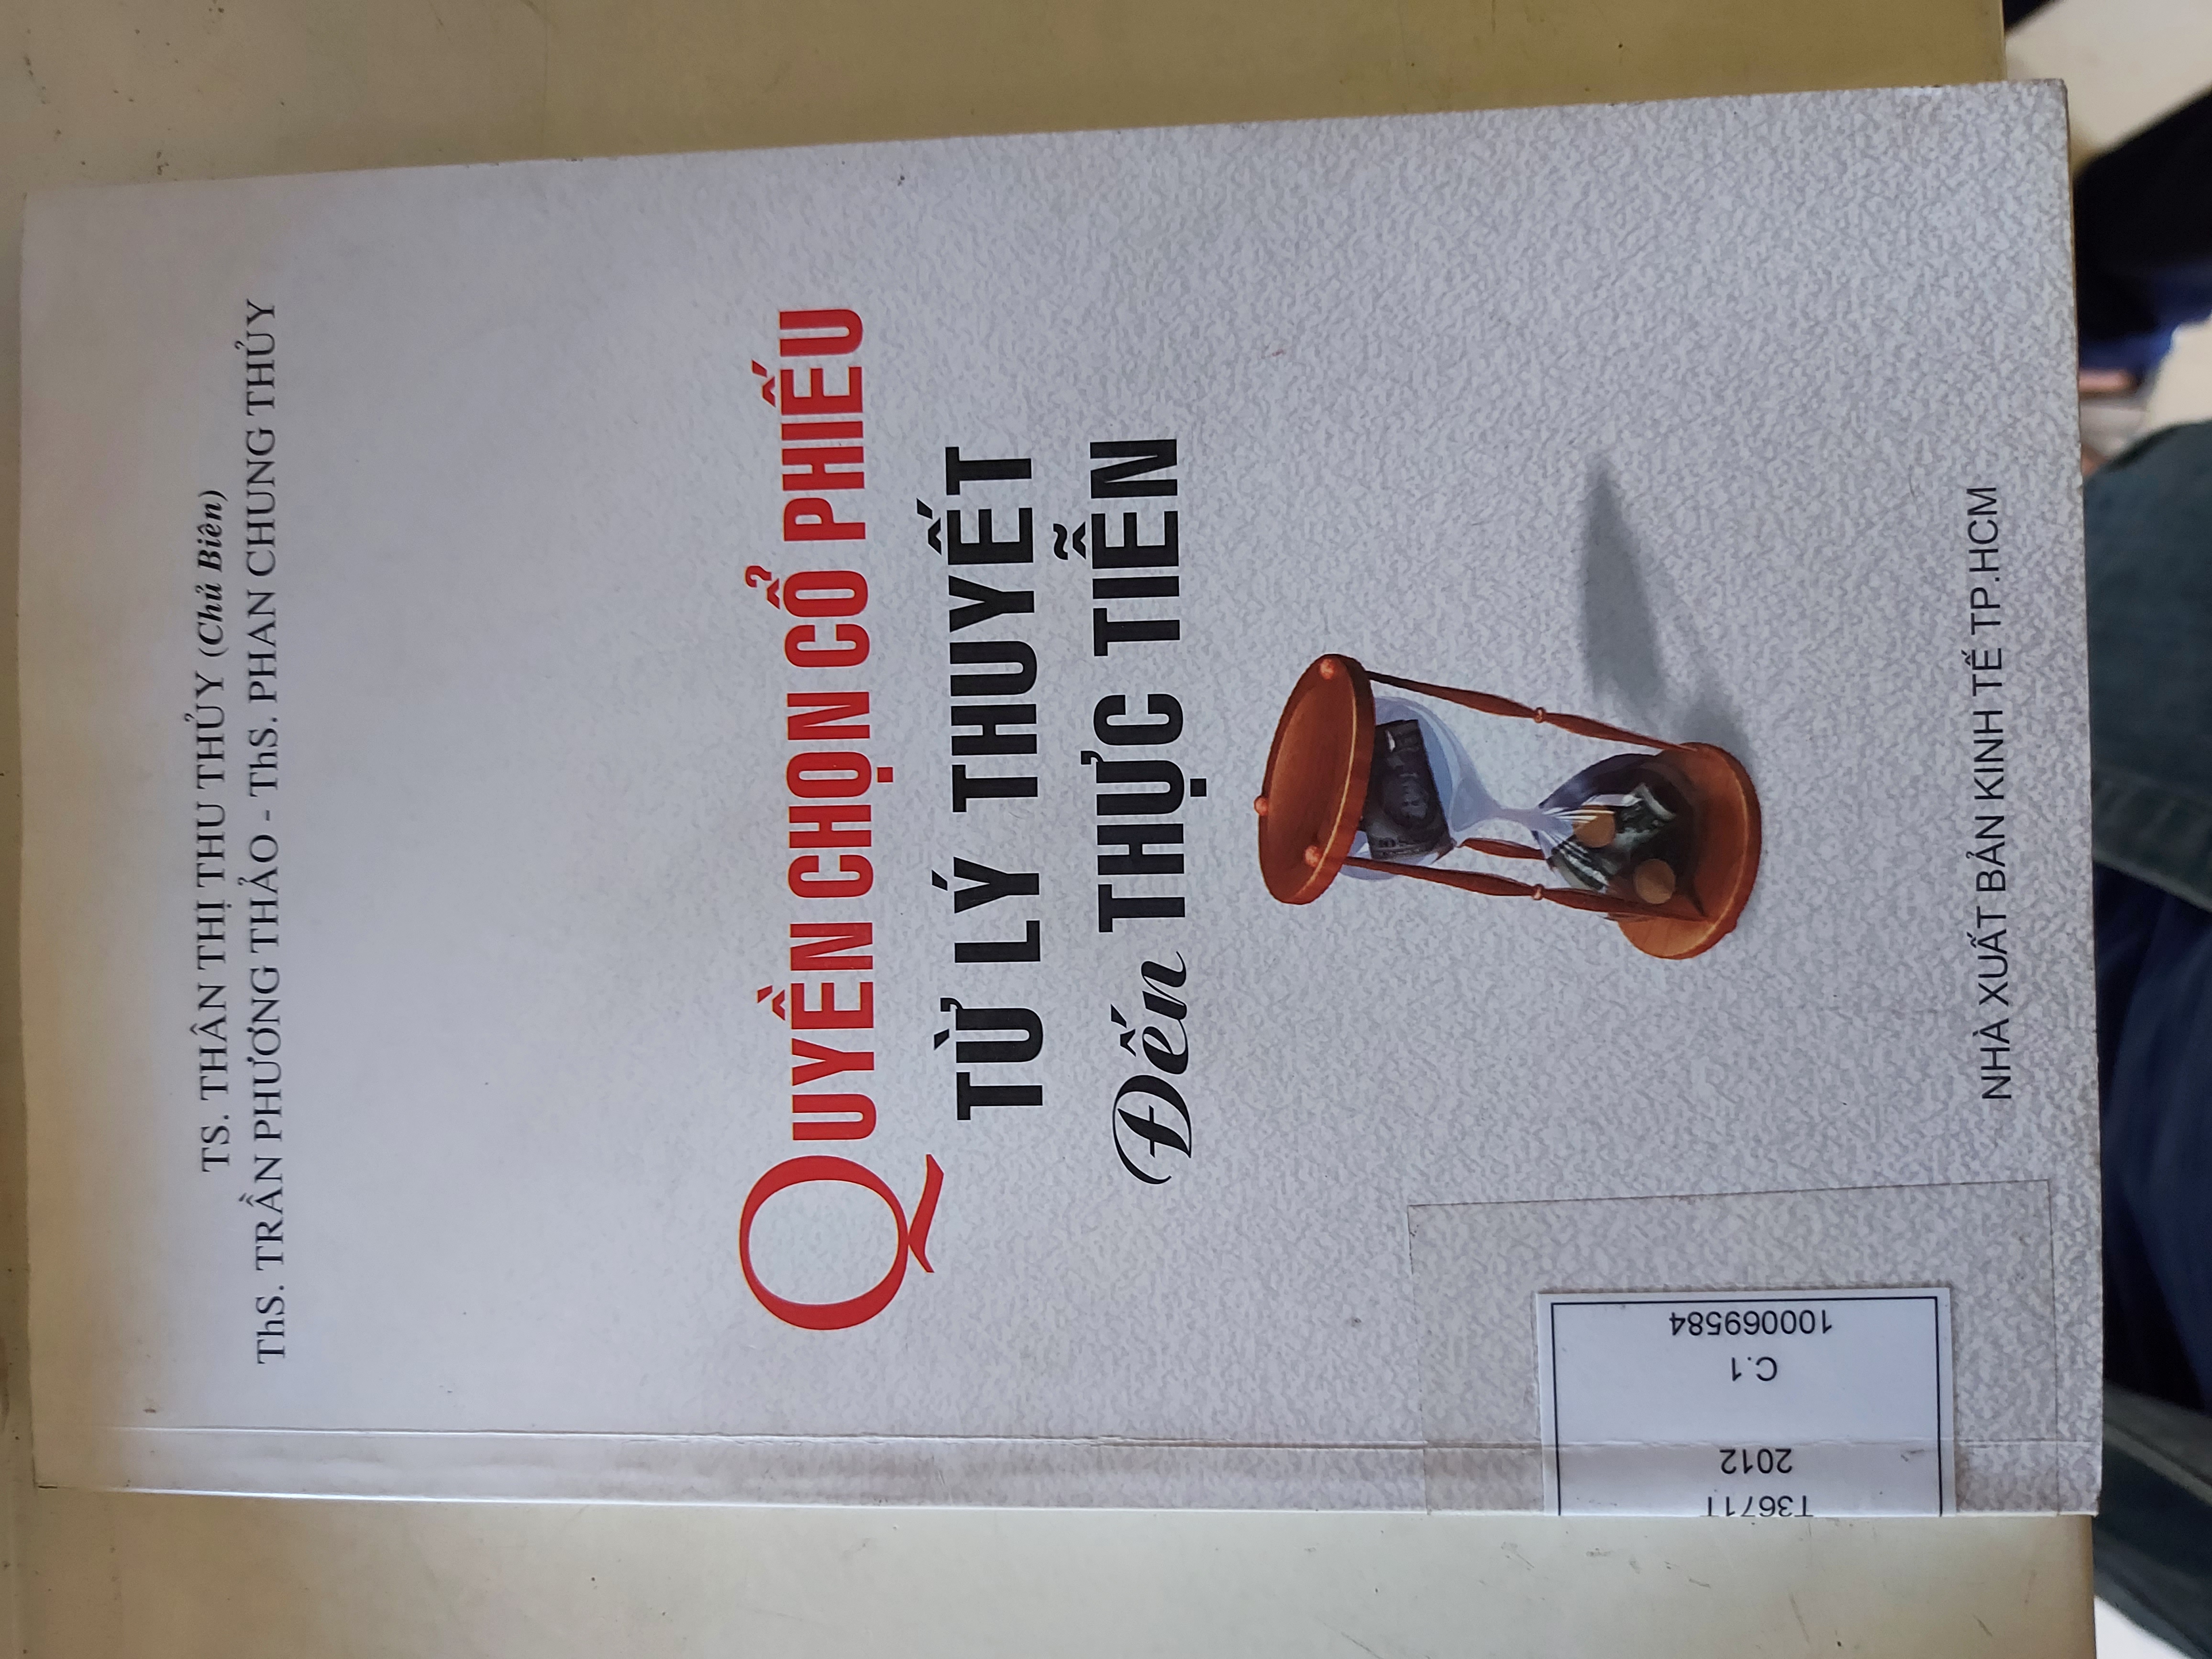 TS. THÂN THỊ THU THỦY (Chủ Biên)
ThS. TRẦN PHƯƠNG THẢO - ThS. PHAN CHUNG THỦY
QUYỀN CHỌN CỔ PHIẾU
TỪ LÝ THUYẾT
Đến THỰC TIỄN
T3671T
2012
C.1
100069584
NHÀ XUẤT BẢN KINH TẾ TP.HCM